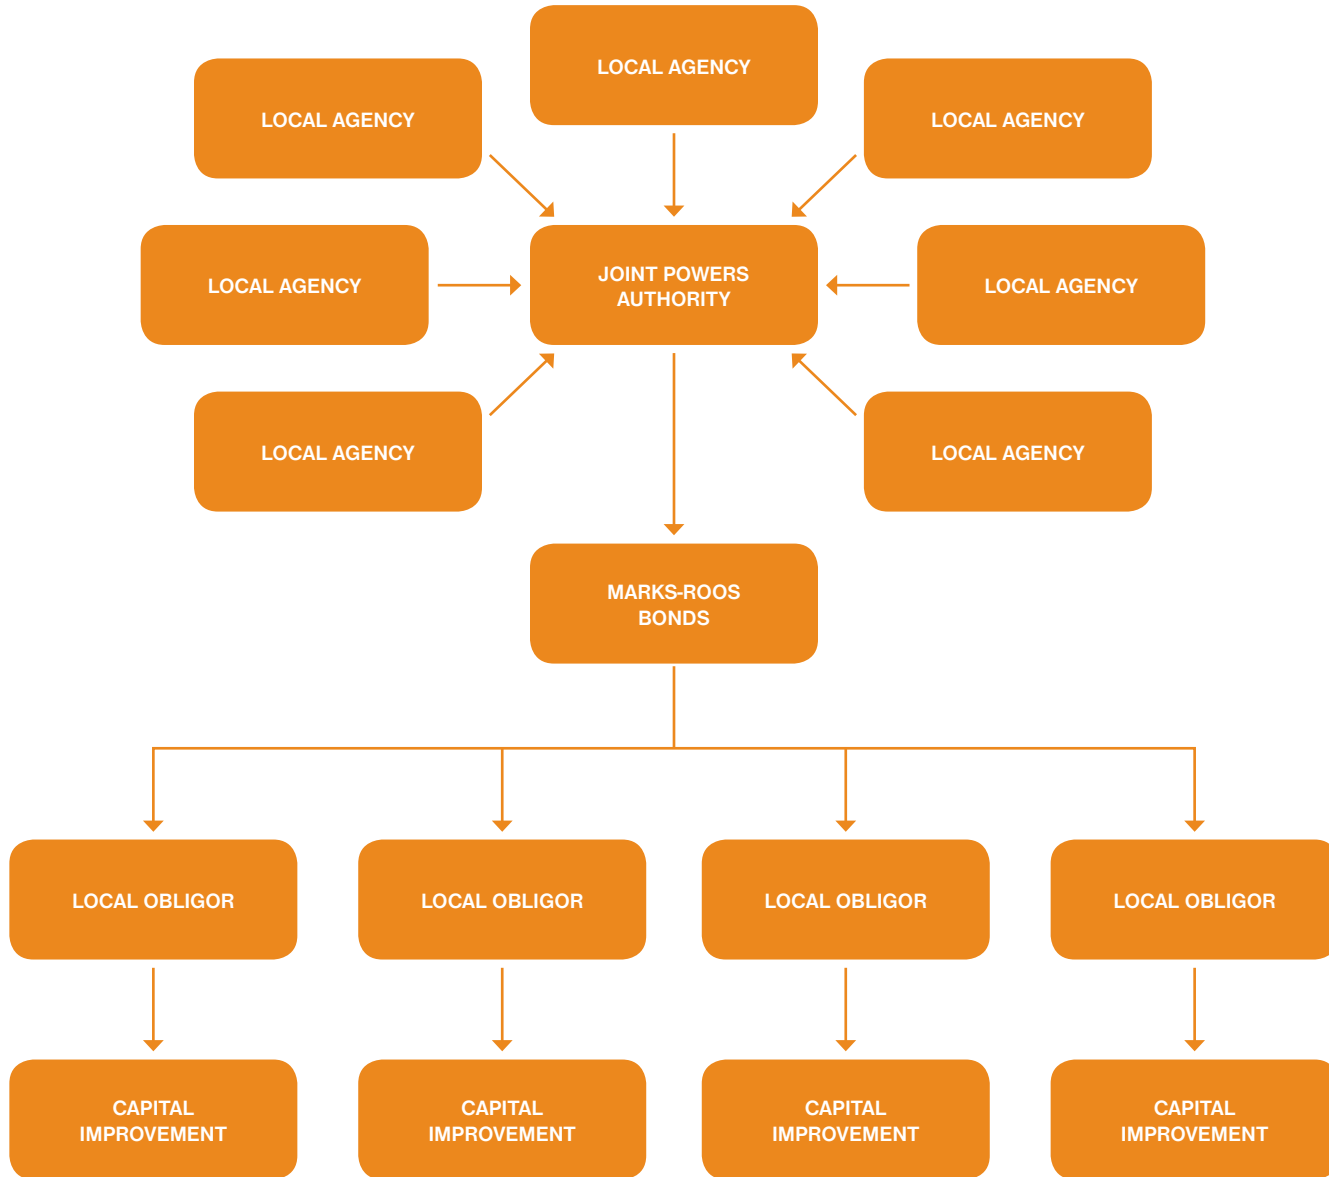 LOCAL AGENCY
LOCAL AGENCY
LOCAL AGENCY
LOCAL AGENCY
JOINT POWERS
AUTHORITY
LOCAL AGENCY
LOCAL AGENCY
LOCAL AGENCY
MARKS-ROOS
BONDS
LOCAL OBLIGOR
LOCAL OBLIGOR
LOCAL OBLIGOR
LOCAL OBLIGOR
CAPITAL
IMPROVEMENT
CAPITAL
IMPROVEMENT
CAPITAL
IMPROVEMENT
CAPITAL
IMPROVEMENT